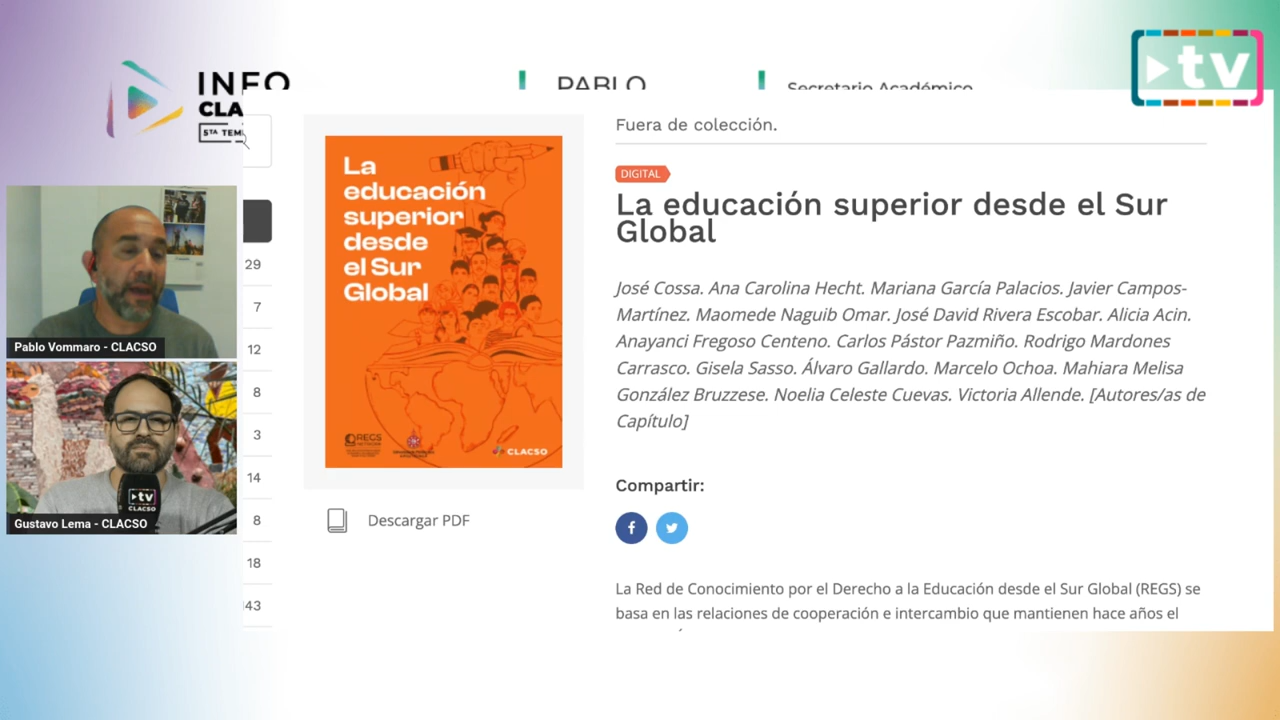 INFO
CLA
5TA TEM
PABLO
Secretario Académico
tv
Fuera de colección.
DIGITAL
La educación superior desde el Sur
Global
José Cossa. Ana Carolina Hecht. Mariana García Palacios. Javier Campos-
Martínez. Maomede Naguib Omar. José David Rivera Escobar. Alicia Acin.
Anayanci Fregoso Centeno. Carlos Pástor Pazmiño. Rodrigo Mardones
Carrasco. Gisela Sasso. Álvaro Gallardo. Marcelo Ochoa. Mahiara Melisa
González Bruzzese. Noelia Celeste Cuevas. Victoria Allende. [Autores/as de
Capítulo]
Compartir:
La Red de Conocimiento por el Derecho a la Educación desde el Sur Global (REGS) se
basa en las relaciones de cooperación e intercambio que mantienen hace años el
La
educación
superior
desde
el Sur
Global
REGS
NETWORK
CLACSO
Descargar PDF
29
7
12
8
3
14
8
18
43
Pablo Vommaro - CLACSO
tv
CLACSO
Gustavo Lema - CLACSO